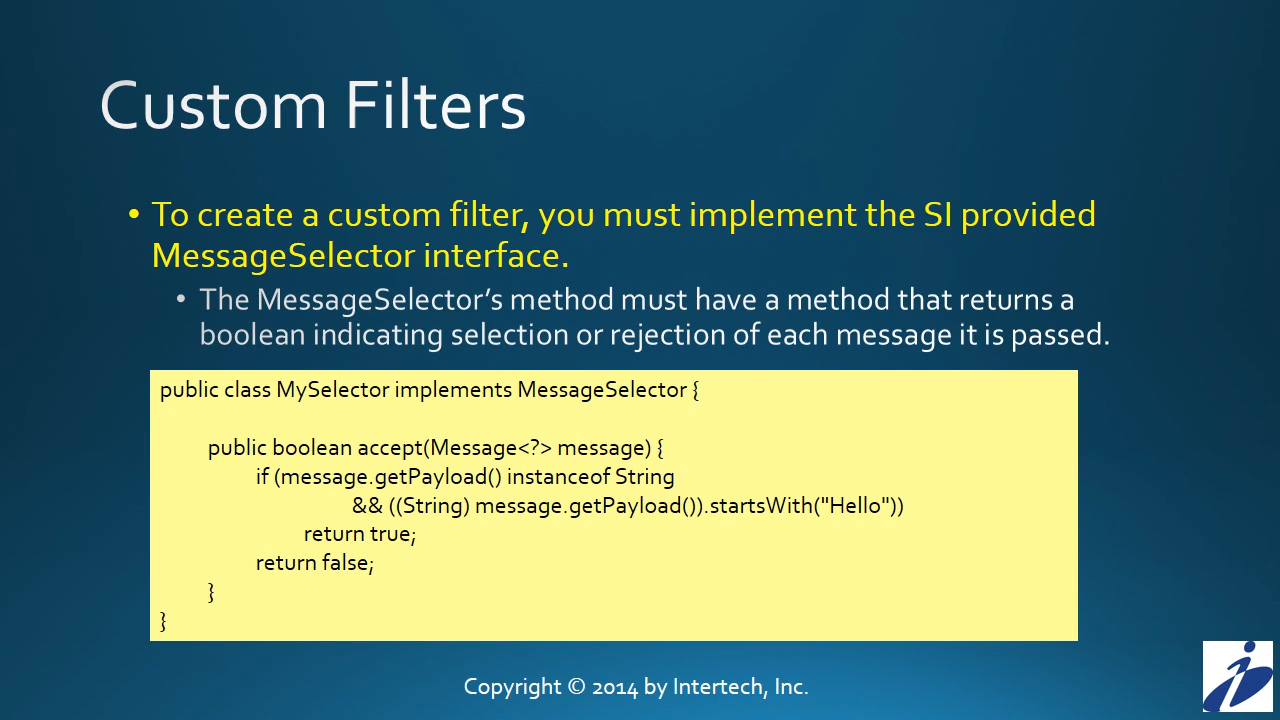 Custom Filters
• To create a custom filter, you must implement the SI provided
MessageSelector interface.
• The MessageSelector’s method must have a method that returns a
boolean indicating selection or rejection of each message it is passed.
public class MySelector implements MessageSelector {
public boolean accept(Message<?> message) {
if (message.getPayload() instanceof String
&& ((String) message.getPayload()).startsWith("Hello"))
return true;
return false;
}
}
Copyright © 2014 by Intertech, Inc.